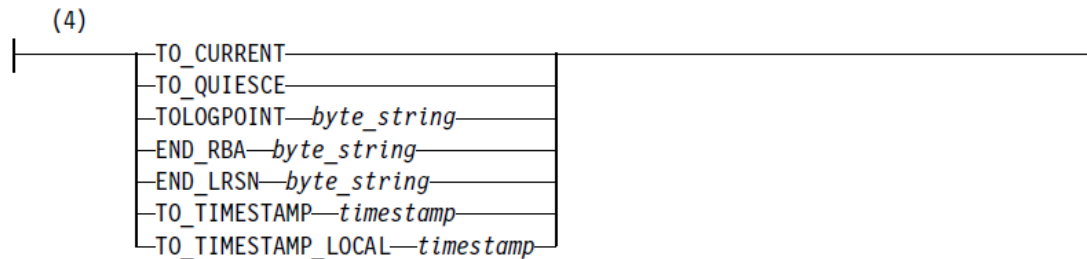 (4)
TO_CURRENT
TO_QUIESCE
TOLOGPOINT byte_string
END_RBA byte_string
END_LRSN byte_string
TO_TIMESTAMP timestamp
TO_TIMESTAMP_LOCAL timestamp